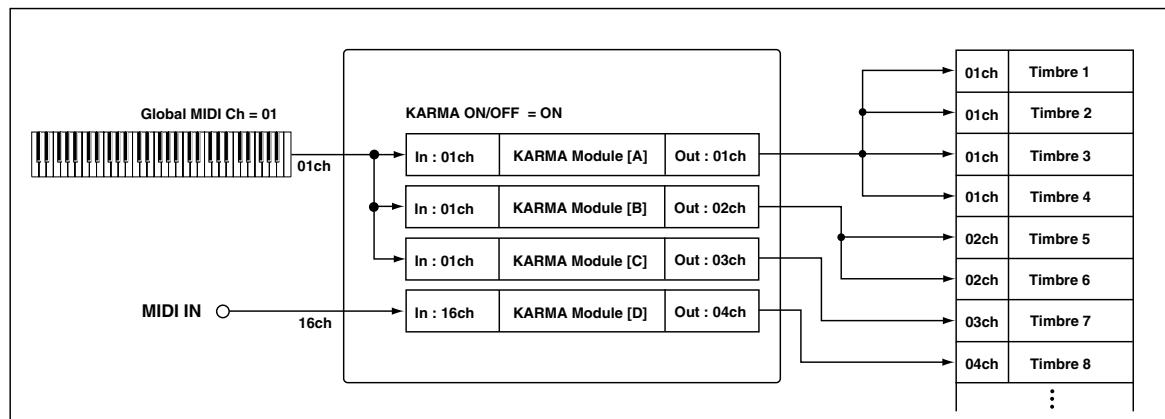 Global MIDI Ch = 01
01ch
MIDI IN
16ch
KARMA ON/OFF = ON
In : 01ch KARMA Module [A] Out : 01ch
In : 01ch KARMA Module [B] Out : 02ch
In : 01ch KARMA Module [C] Out : 03ch
In : 16ch KARMA Module [D] Out : 04ch
01ch Timbre 1
01ch Timbre 2
01ch Timbre 3
01ch Timbre 4
02ch Timbre 5
02ch Timbre 6
03ch Timbre 7
04ch Timbre 8